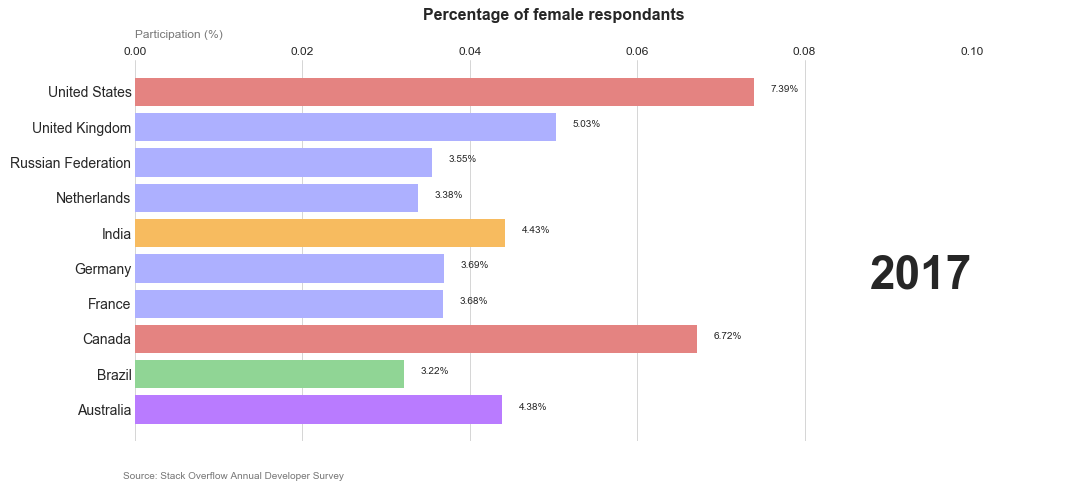 Percentage of female respondants
Participation (%)
0.00 0.02 0.04 0.06 0.08 0.10
United States 7.39%
United Kingdom 5.03%
Russian Federation 3.55%
Netherlands 3.38%
India 4.43%
Germany 3.69%
2017
France 3.68%
Canada 6.72%
Brazil 3.22%
Australia 4.38%
Source: Stack Overflow Annual Developer Survey